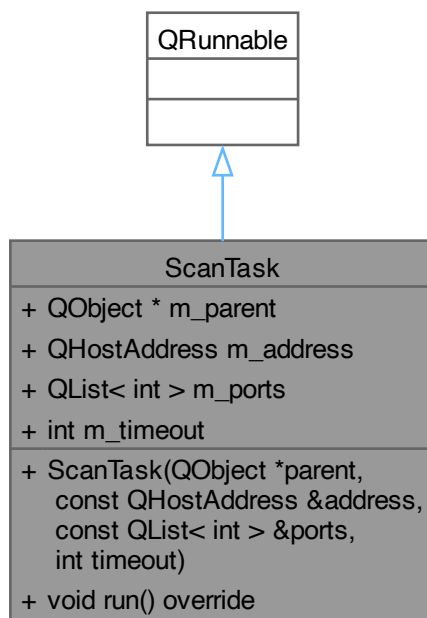 QRunnable
ScanTask
+ QObject * m_parent
+ QHostAddress m_address
+ QList< int > m_ports
+ int m_timeout
+ ScanTask(QObject *parent,
const QHostAddress &address,
const QList< int > &ports,
int timeout)
+ void run() override